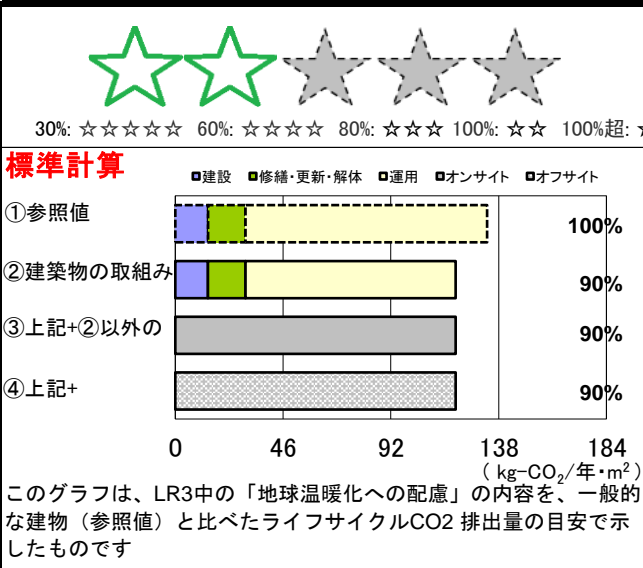 30%: ☆☆☆☆☆ 60%: ☆☆☆☆ 80%: ☆☆☆ 100%: ☆☆ 100%超:
標準計算
建設 修繕・更新・解体 運用 オンサイト オフサイト
①参照値 100%
②建築物の取組み 90%
③上記+②以外の 90%
④上記+ 90%
0 46 92 138 184
( kg-CO₂/年・m² )
このグラフは、LR3中の「地球温暖化への配慮」の内容を、一般的
な建物（参照値）と比べたライフサイクルCO2 排出量の目安で示
したものです